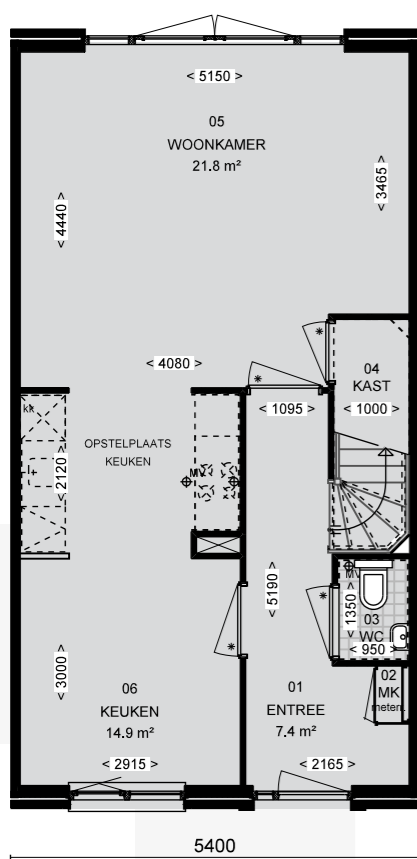 < 5150 >
05
WOONKAMER
21.8 m²
< 3465 >
< 4440 >
< 4080 >
*
*
04
KAST
< 1000 >
< 1095 >
kk
OPSTELPLAATS
KEUKEN
< 2120 >
MV
< 5190 >
MV
< 1350 >
03
WC
< 950 >
*
*
< 3000 >
06
KEUKEN
14.9 m²
01
ENTREE
7.4 m²
02
MK
meterk.
< 2915 >
< 2165 >
5400